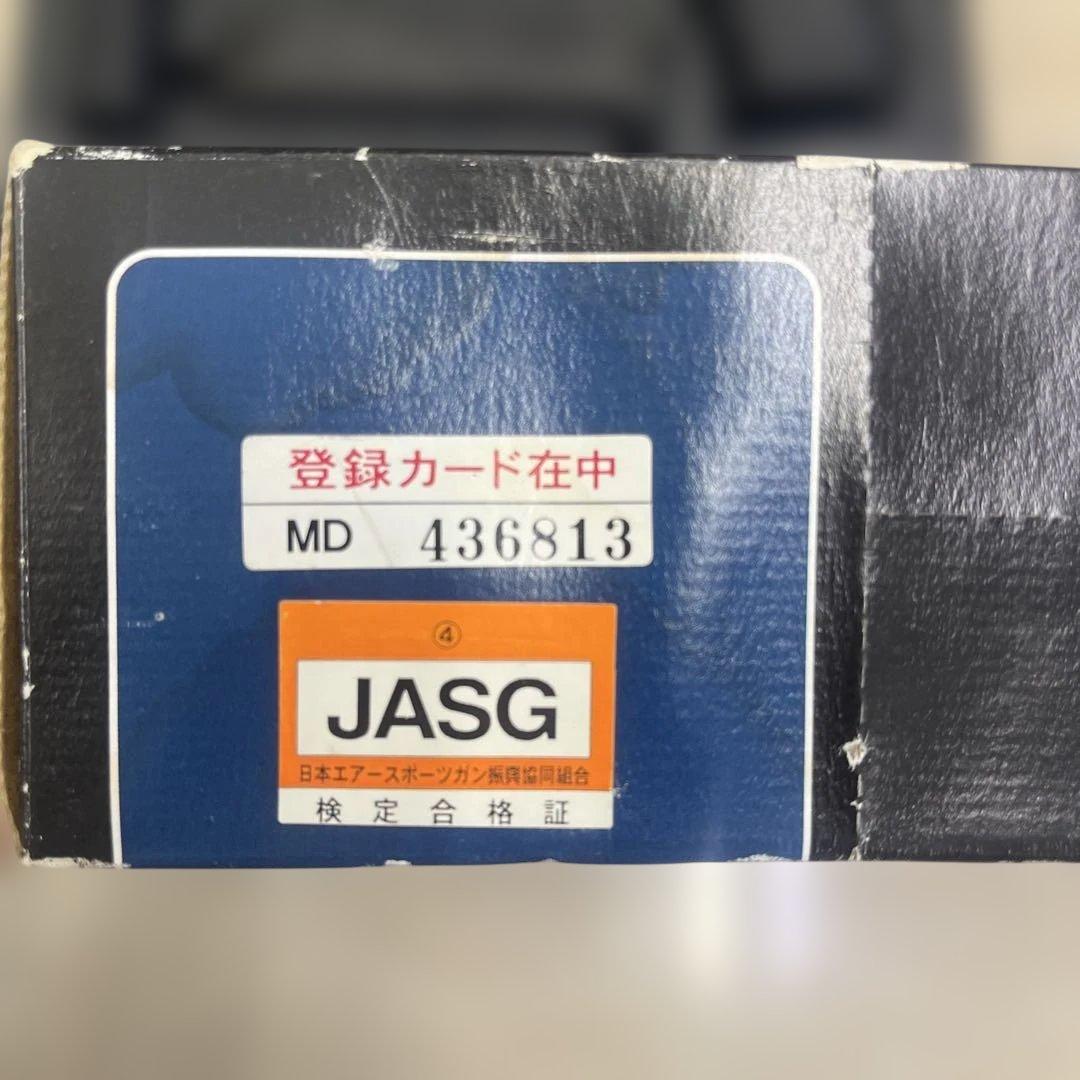 登録カード在中
MD 436813
④
JASG
日本エアースポーツガン振興協同組合
検定合格証